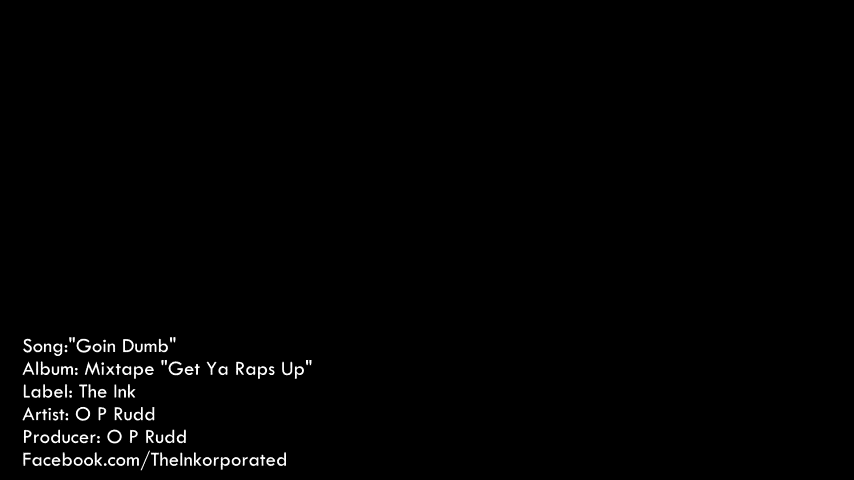 Song:"Goin Dumb"
Album: Mixtape "Get Ya Raps Up"
Label: The Ink
Artist: O P Rudd
Producer: O P Rudd
Facebook.com/TheInkorporated